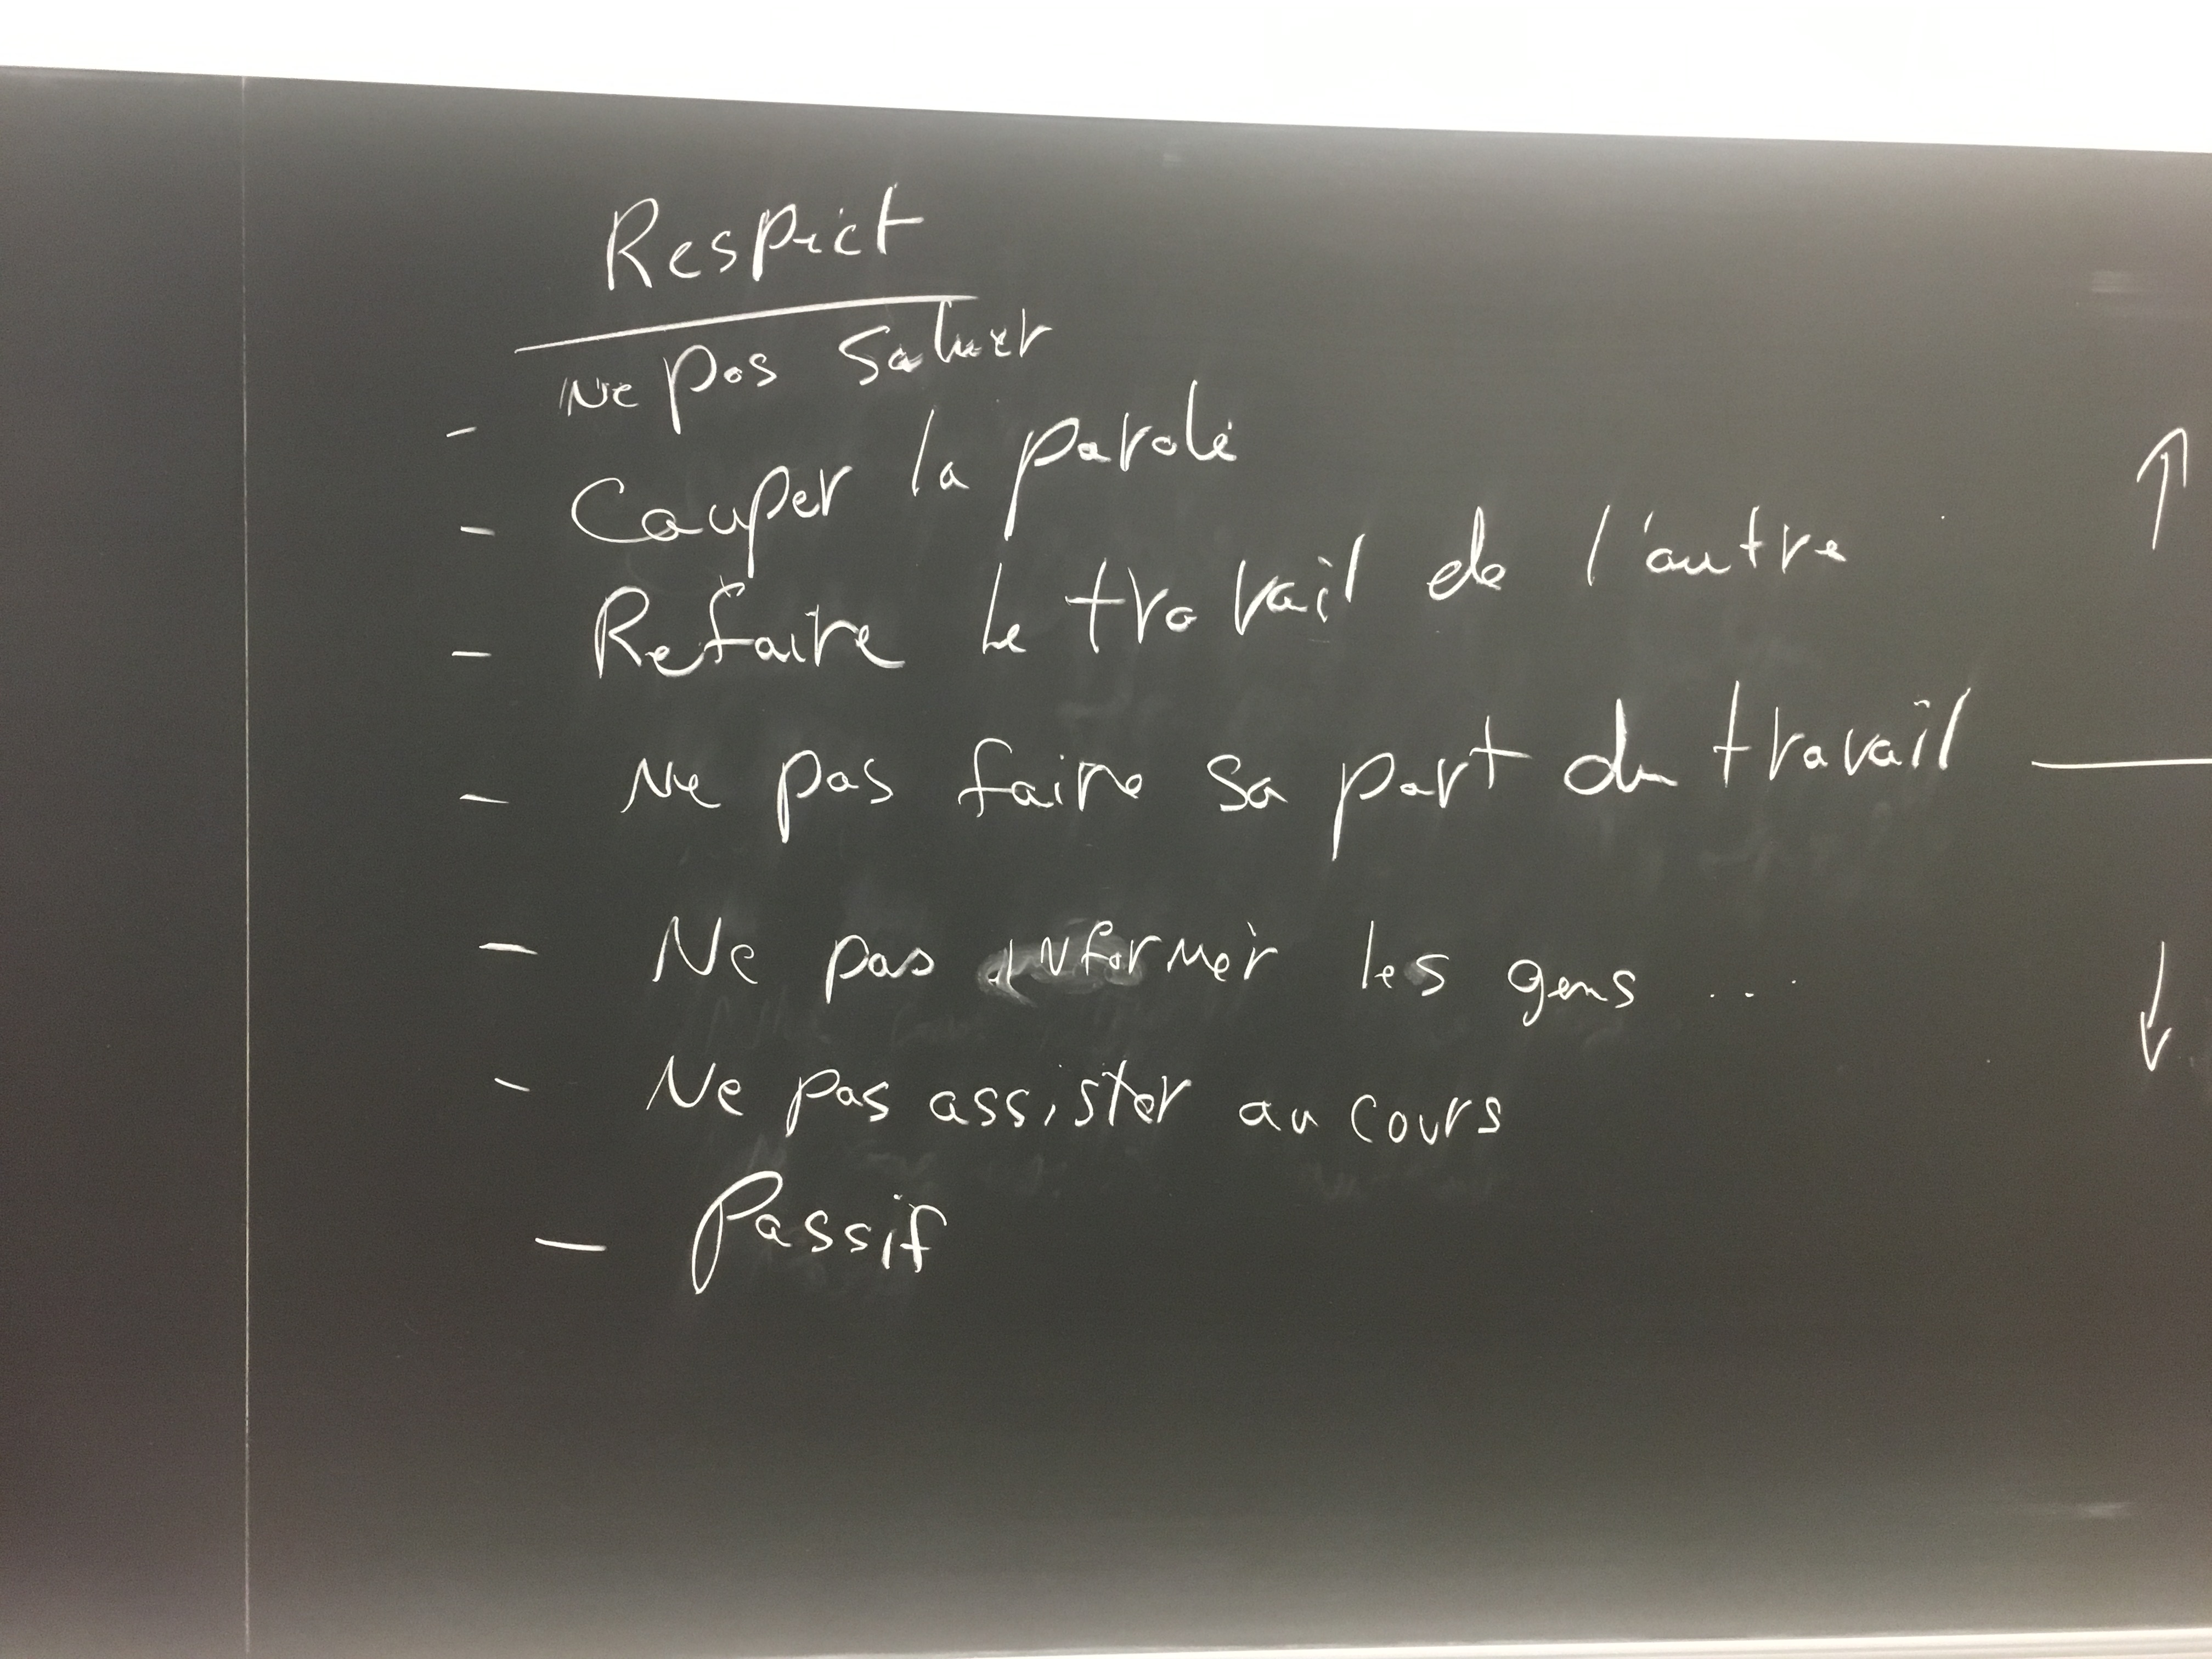 Respect
- Ne pas saluer
- Couper la parole
- Refaire le travail de l'autre
- Ne pas faire sa part du travail
- Ne pas informer les gens ...
- Ne pas assister au cours
- Passif